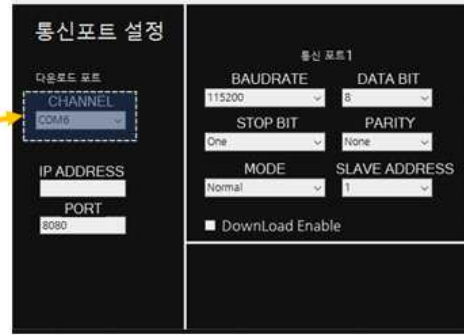 통신포트 설정
다운로드 포트
CHANNEL
COM6
IP ADDRESS
PORT
8080
통신 포트1
BAUDRATE DATA BIT
115200 8
STOP BIT PARITY
One None
MODE SLAVE ADDRESS
Normal 1
DownLoad Enable